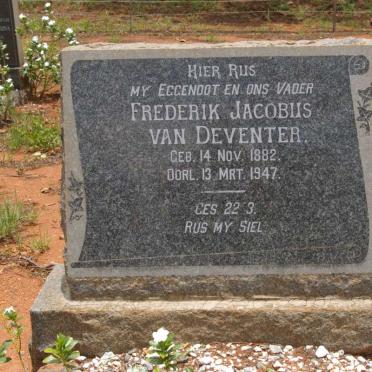 HIER RUS
MY EGGENOOT EN ONS VADER
FREDERIK JACOBUS
VAN DEVENTER.
GEB. 14 NOV. 1882.
OORL. 13 MRT. 1947.
GES 22 3.
RUS MY SIEL